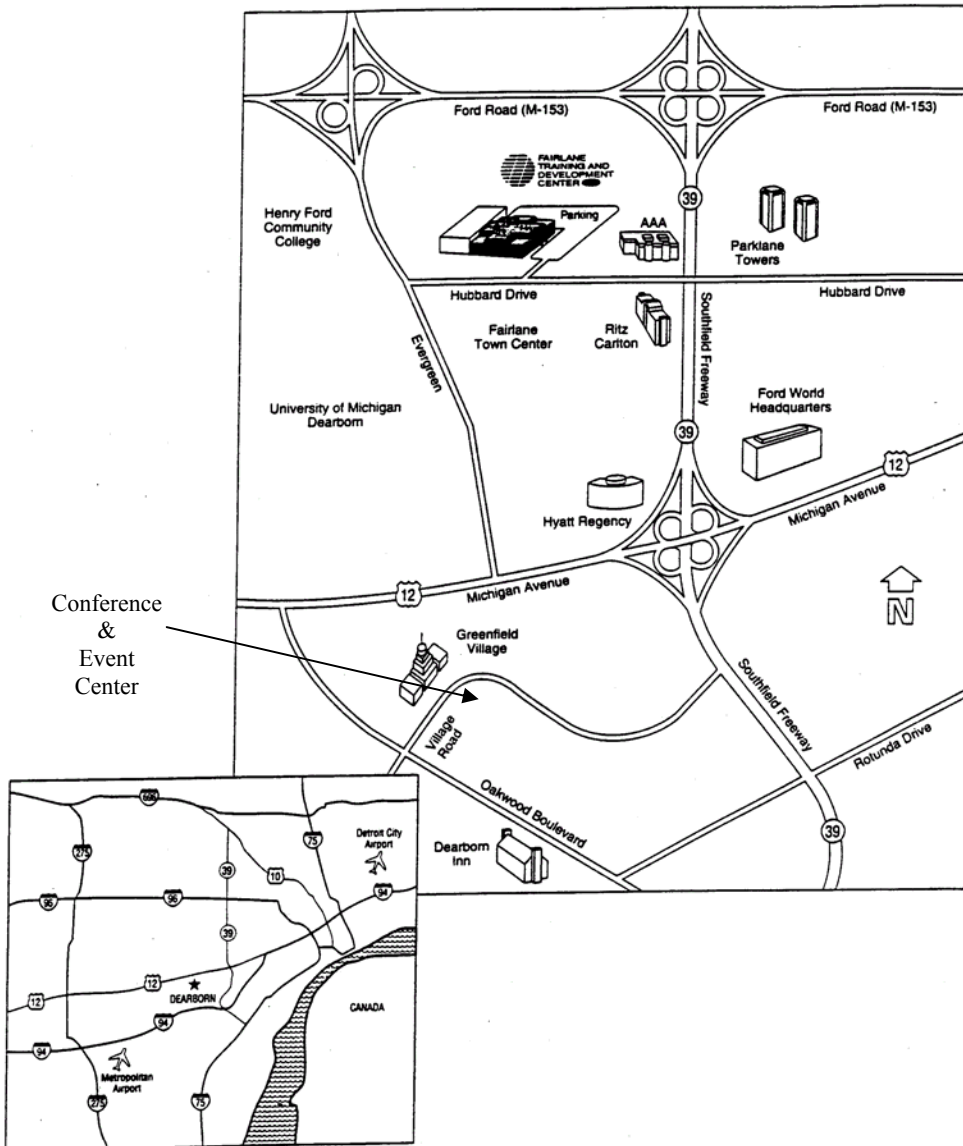 Ford Road (M-153)
Ford Road (M-153)
FAIRLANE
TRAINING AND
DEVELOPMENT
CENTER
39
Henry Ford
Community
College
Parking
AAA
Parklane
Towers
Hubbard Drive
Hubbard Drive
Fairlane
Town Center
Ritz
Carlton
Southfield Freeway
Evergreen
University of Michigan
Dearborn
Ford World
Headquarters
39
12
Michigan Avenue
Hyatt Regency
12
Michigan Avenue
N
Conference
&
Event
Center
Greenfield
Village
Village
Road
Southfield Freeway
Rotunda Drive
Oakwood Boulevard
39
Dearborn
Inn
696
275
75
Detroit City
Airport
39
10
94
96
96
39
12
12
DEARBORN
CANADA
94
94
Metropolitan
Airport
275
75